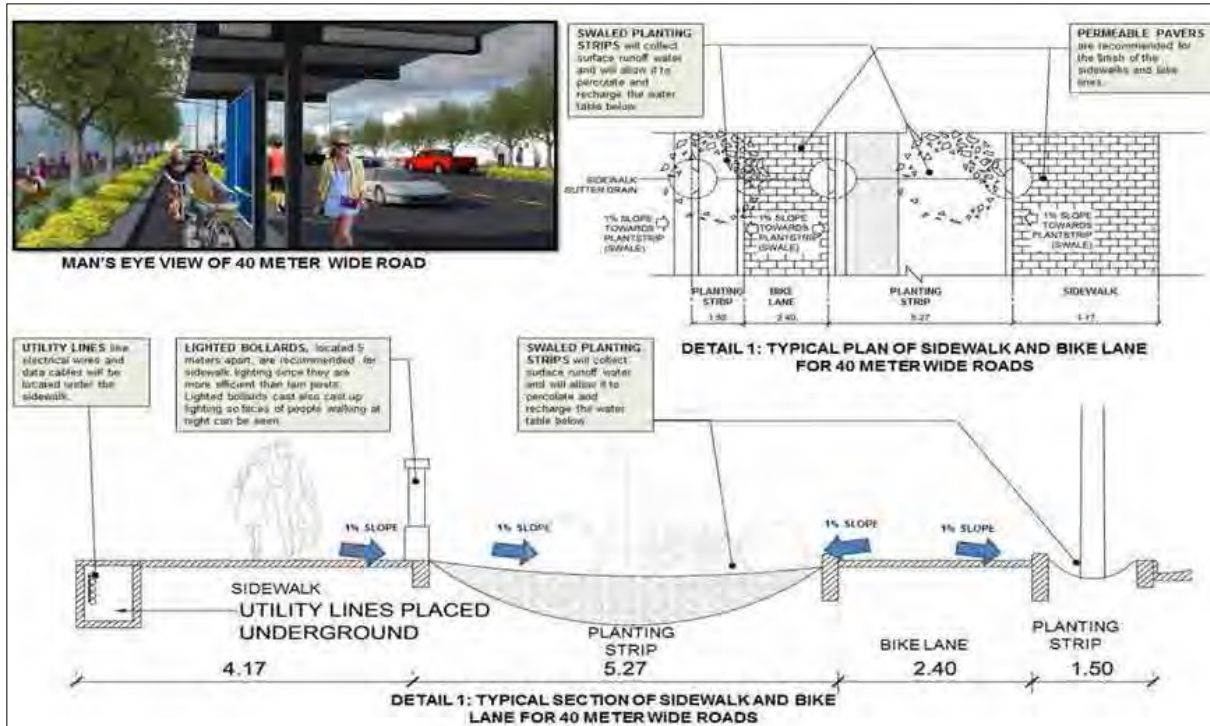 MAN'S EYE VIEW OF 40 METER WIDE ROAD
SWALED PLANTING
STRIPS will collect
surface runoff water
and will allow it to
percolate and
recharge the water
table below
PERMEABLE PAVERS
are recommended for
the finish of the
sidewalks and bike
lines.
SIDEWALK
GUTTER DRAIN
1% SLOPE
TOWARDS
PLANTSTRIP
(SWALE)
1% SLOPE
TOWARDS
PLANTSTRIP
(SWALE)
1% SLOPE
TOWARDS
PLANTSTRIP
(SWALE)
PLANTING
STRIP
BIKE
LANE
PLANTING
STRIP
SIDEWALK
1.50
2.40
5.27
DETAIL 1: TYPICAL PLAN OF SIDEWALK AND BIKE LANE
FOR 40 METER WIDE ROADS
UTILITY LINES like
electrical wires and
data cables will be
located under the
sidewalk.
LIGHTED BOLLARDS, located 5
meters apart, are recommended for
sidewalk lighting since they are
more efficient than lam posts.
Lighted bollards cast also cast up
lighting so faces of people walking at
night can be seen
SWALED PLANTING
STRIPS will collect
surface runoff water
and will allow it to
percolate and
recharge the water
table below
1% SLOPE
1% SLOPE
1% SLOPE
1% SLOPE
SIDEWALK
UTILITY LINES PLACED
UNDERGROUND
PLANTING
STRIP
BIKE LANE
PLANTING
STRIP
4.17
5.27
2.40
1.50
DETAIL 1: TYPICAL SECTION OF SIDEWALK AND BIKE
LANE FOR 40 METER WIDE ROADS